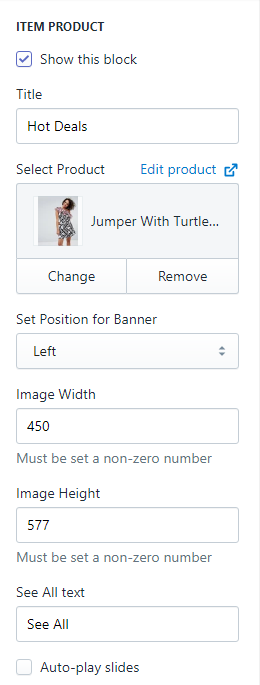 ITEM PRODUCT
Show this block
Title
Hot Deals
Select Product Edit product
Jumper With Turtle...
Change Remove
Set Position for Banner
Left
Image Width
450
Must be set a non-zero number
Image Height
577
Must be set a non-zero number
See All text
See All
Auto-play slides